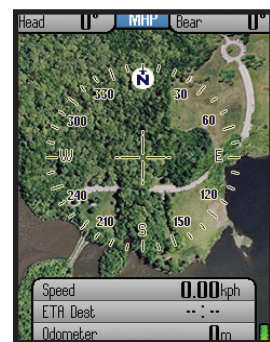 Head 0° MAP Bear 0°
N
330 30
300 60
W E
240 120
210 150
S
Speed 0.00kph
ETA Dest --:--
Odometer 0m